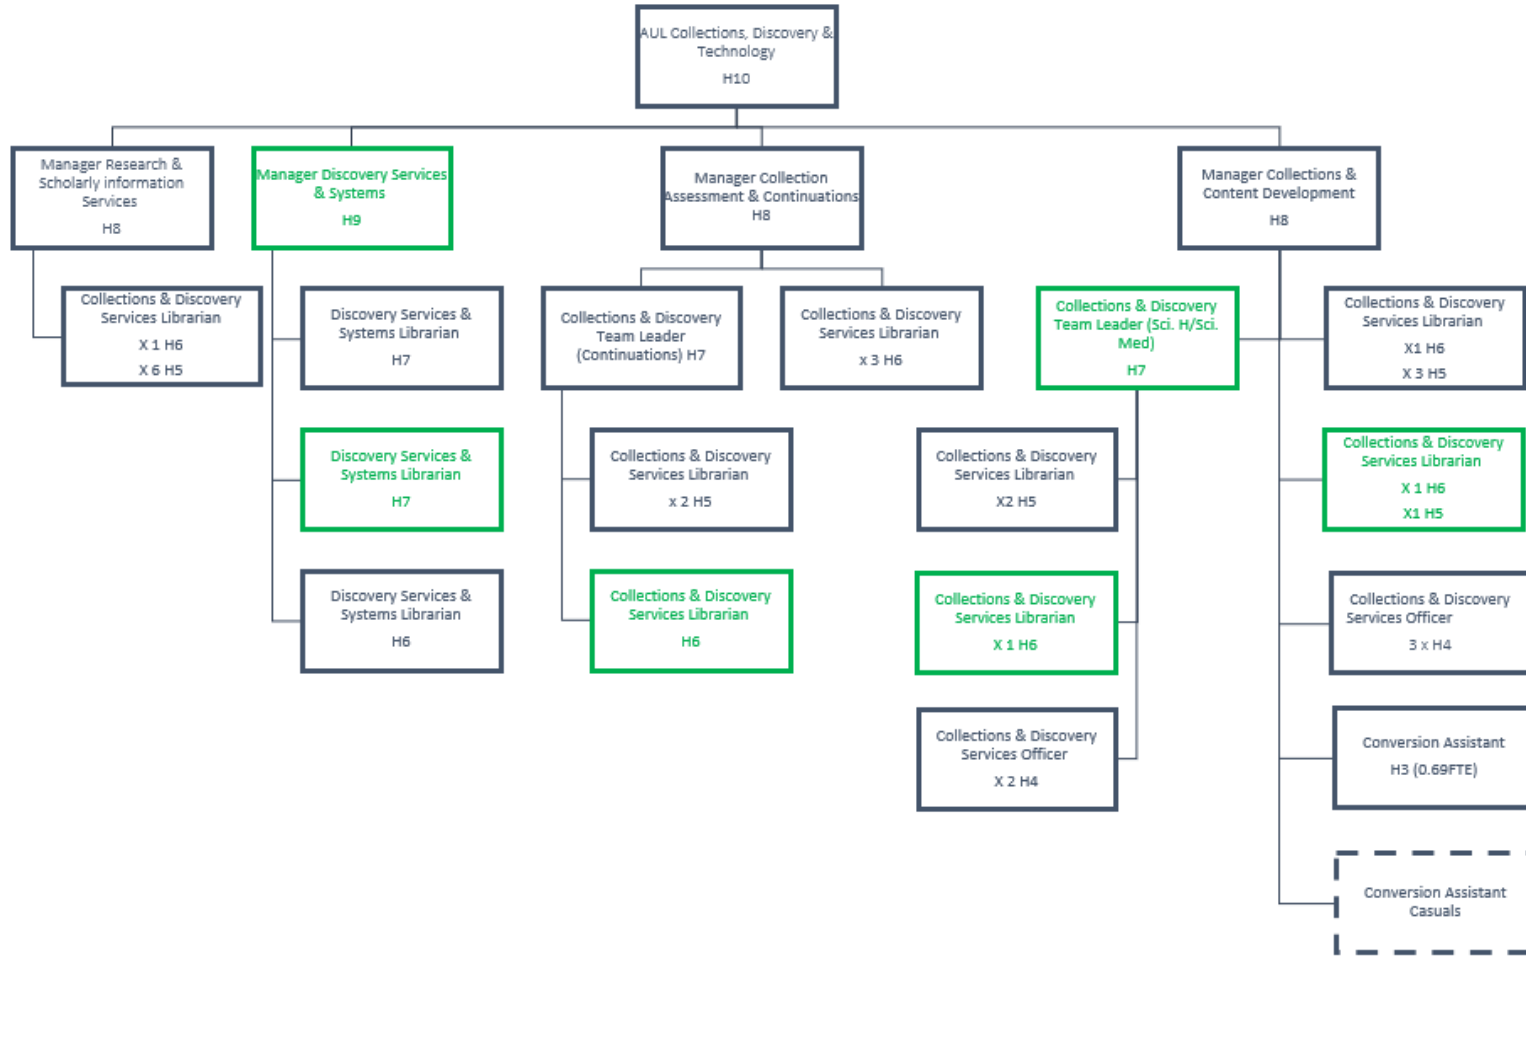 AUL Collections, Discovery &
Technology
H10
Manager Research &
Scholarly information
Services
H8
Manager Discovery Services
& Systems
H9
Manager Collection
Assessment & Continuations
H8
Manager Collections &
Content Development
H8
Collections & Discovery
Services Librarian
X 1 H6
X 6 H5
Discovery Services &
Systems Librarian
H7
Collections & Discovery
Team Leader
(Continuations) H7
Collections & Discovery
Services Librarian
x 3 H6
Collections & Discovery
Team Leader (Sci. H/Sci.
Med)
H7
Collections & Discovery
Services Librarian
X1 H6
X 3 H5
Discovery Services &
Systems Librarian
H7
Collections & Discovery
Services Librarian
x 2 H5
Collections & Discovery
Services Librarian
X2 H5
Collections & Discovery
Services Librarian
X 1 H6
X1 H5
Discovery Services &
Systems Librarian
H6
Collections & Discovery
Services Librarian
H6
Collections & Discovery
Services Librarian
X 1 H6
Collections & Discovery
Services Officer
3 x H4
Collections & Discovery
Services Officer
X 2 H4
Conversion Assistant
H3 (0.69FTE)
Conversion Assistant
Casuals